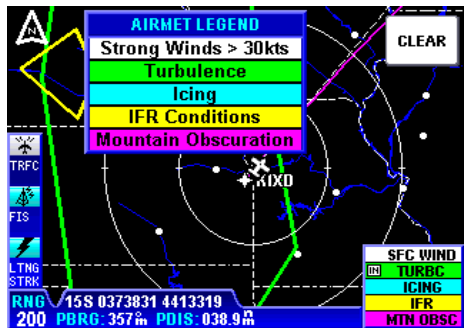 AIRMET LEGEND
Strong Winds > 30kts
Turbulence
Icing
IFR Conditions
Mountain Obscuration
CLEAR
N
TRFC
FIS
LTNG
STRK
KIXD
SFC WIND
IN TURBC
ICING
IFR
MTN OBSC
RNG 15S 0373831 4413319
200 PBRG: 357°m PDIS: 038.9nm